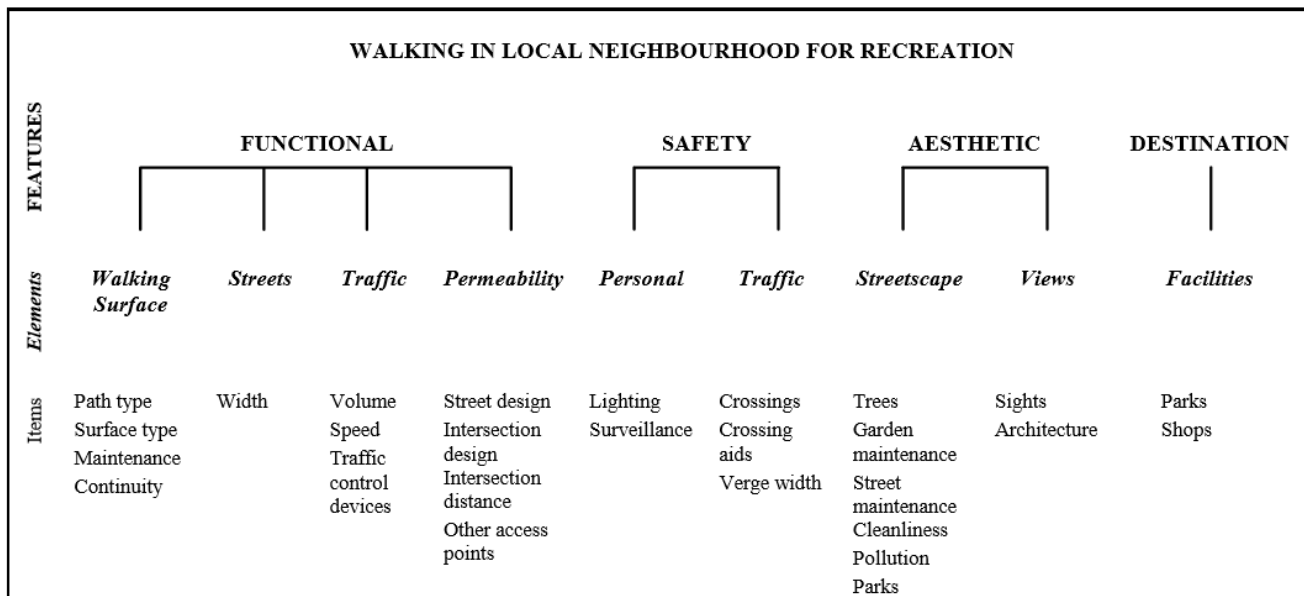 WALKING IN LOCAL NEIGHBOURHOOD FOR RECREATION
FEATURES
FUNCTIONAL
SAFETY
AESTHETIC
DESTINATION
Elements
Walking
Surface
Streets
Traffic
Permeability
Personal
Traffic
Streetscape
Views
Facilities
Items
Path type
Surface type
Maintenance
Continuity
Width
Volume
Speed
Traffic
control
devices
Street design
Intersection
design
Intersection
distance
Other access
points
Lighting
Surveillance
Crossings
Crossing
aids
Verge width
Trees
Garden
maintenance
Street
maintenance
Cleanliness
Pollution
Parks
Sights
Architecture
Parks
Shops